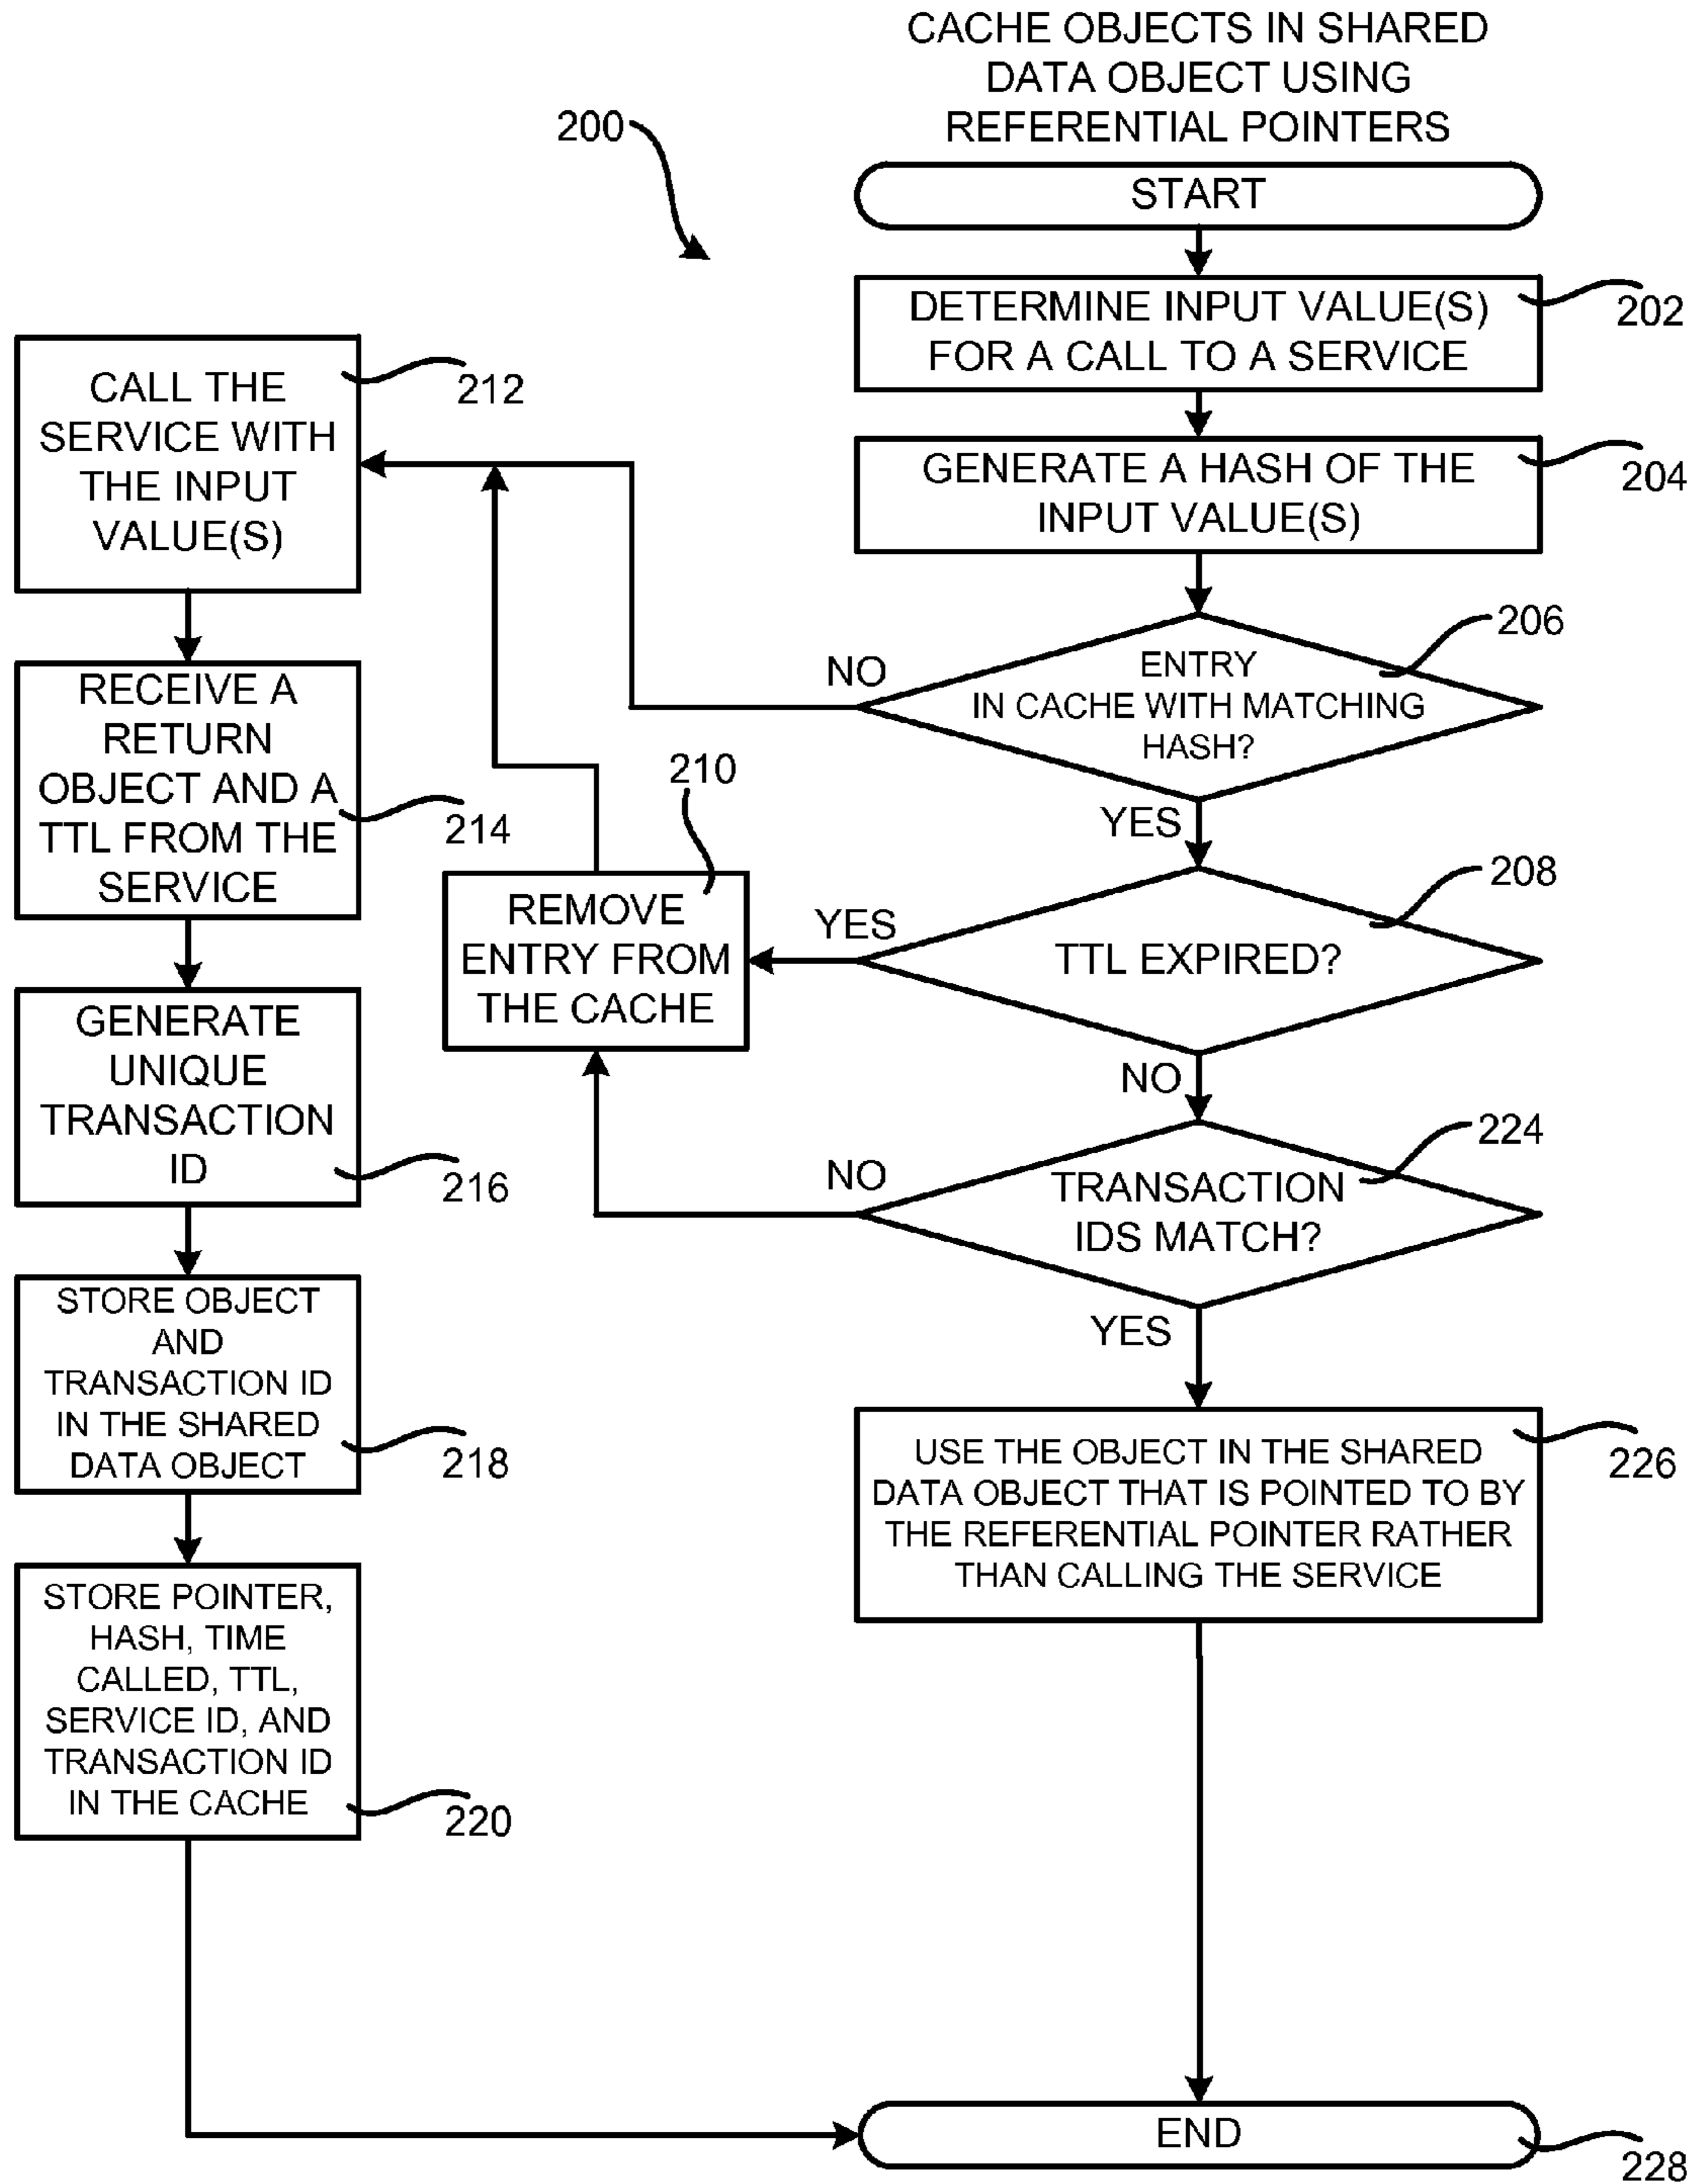 CACHE OBJECTS IN SHARED
DATA OBJECT USING
REFERENTIAL POINTERS
200
START
DETERMINE INPUT VALUE(S)
FOR A CALL TO A SERVICE
202
GENERATE A HASH OF THE
INPUT VALUE(S)
204
ENTRY
IN CACHE WITH MATCHING
HASH?
206
NO
YES
TTL EXPIRED?
208
YES
NO
REMOVE
ENTRY FROM
THE CACHE
210
TRANSACTION
IDS MATCH?
224
NO
YES
USE THE OBJECT IN THE SHARED
DATA OBJECT THAT IS POINTED TO BY
THE REFERENTIAL POINTER RATHER
THAN CALLING THE SERVICE
226
CALL THE
SERVICE WITH
THE INPUT
VALUE(S)
212
RECEIVE A
RETURN
OBJECT AND A
TTL FROM THE
SERVICE
214
GENERATE
UNIQUE
TRANSACTION
ID
216
STORE OBJECT
AND
TRANSACTION ID
IN THE SHARED
DATA OBJECT
218
STORE POINTER,
HASH, TIME
CALLED, TTL,
SERVICE ID, AND
TRANSACTION ID
IN THE CACHE
220
END
228